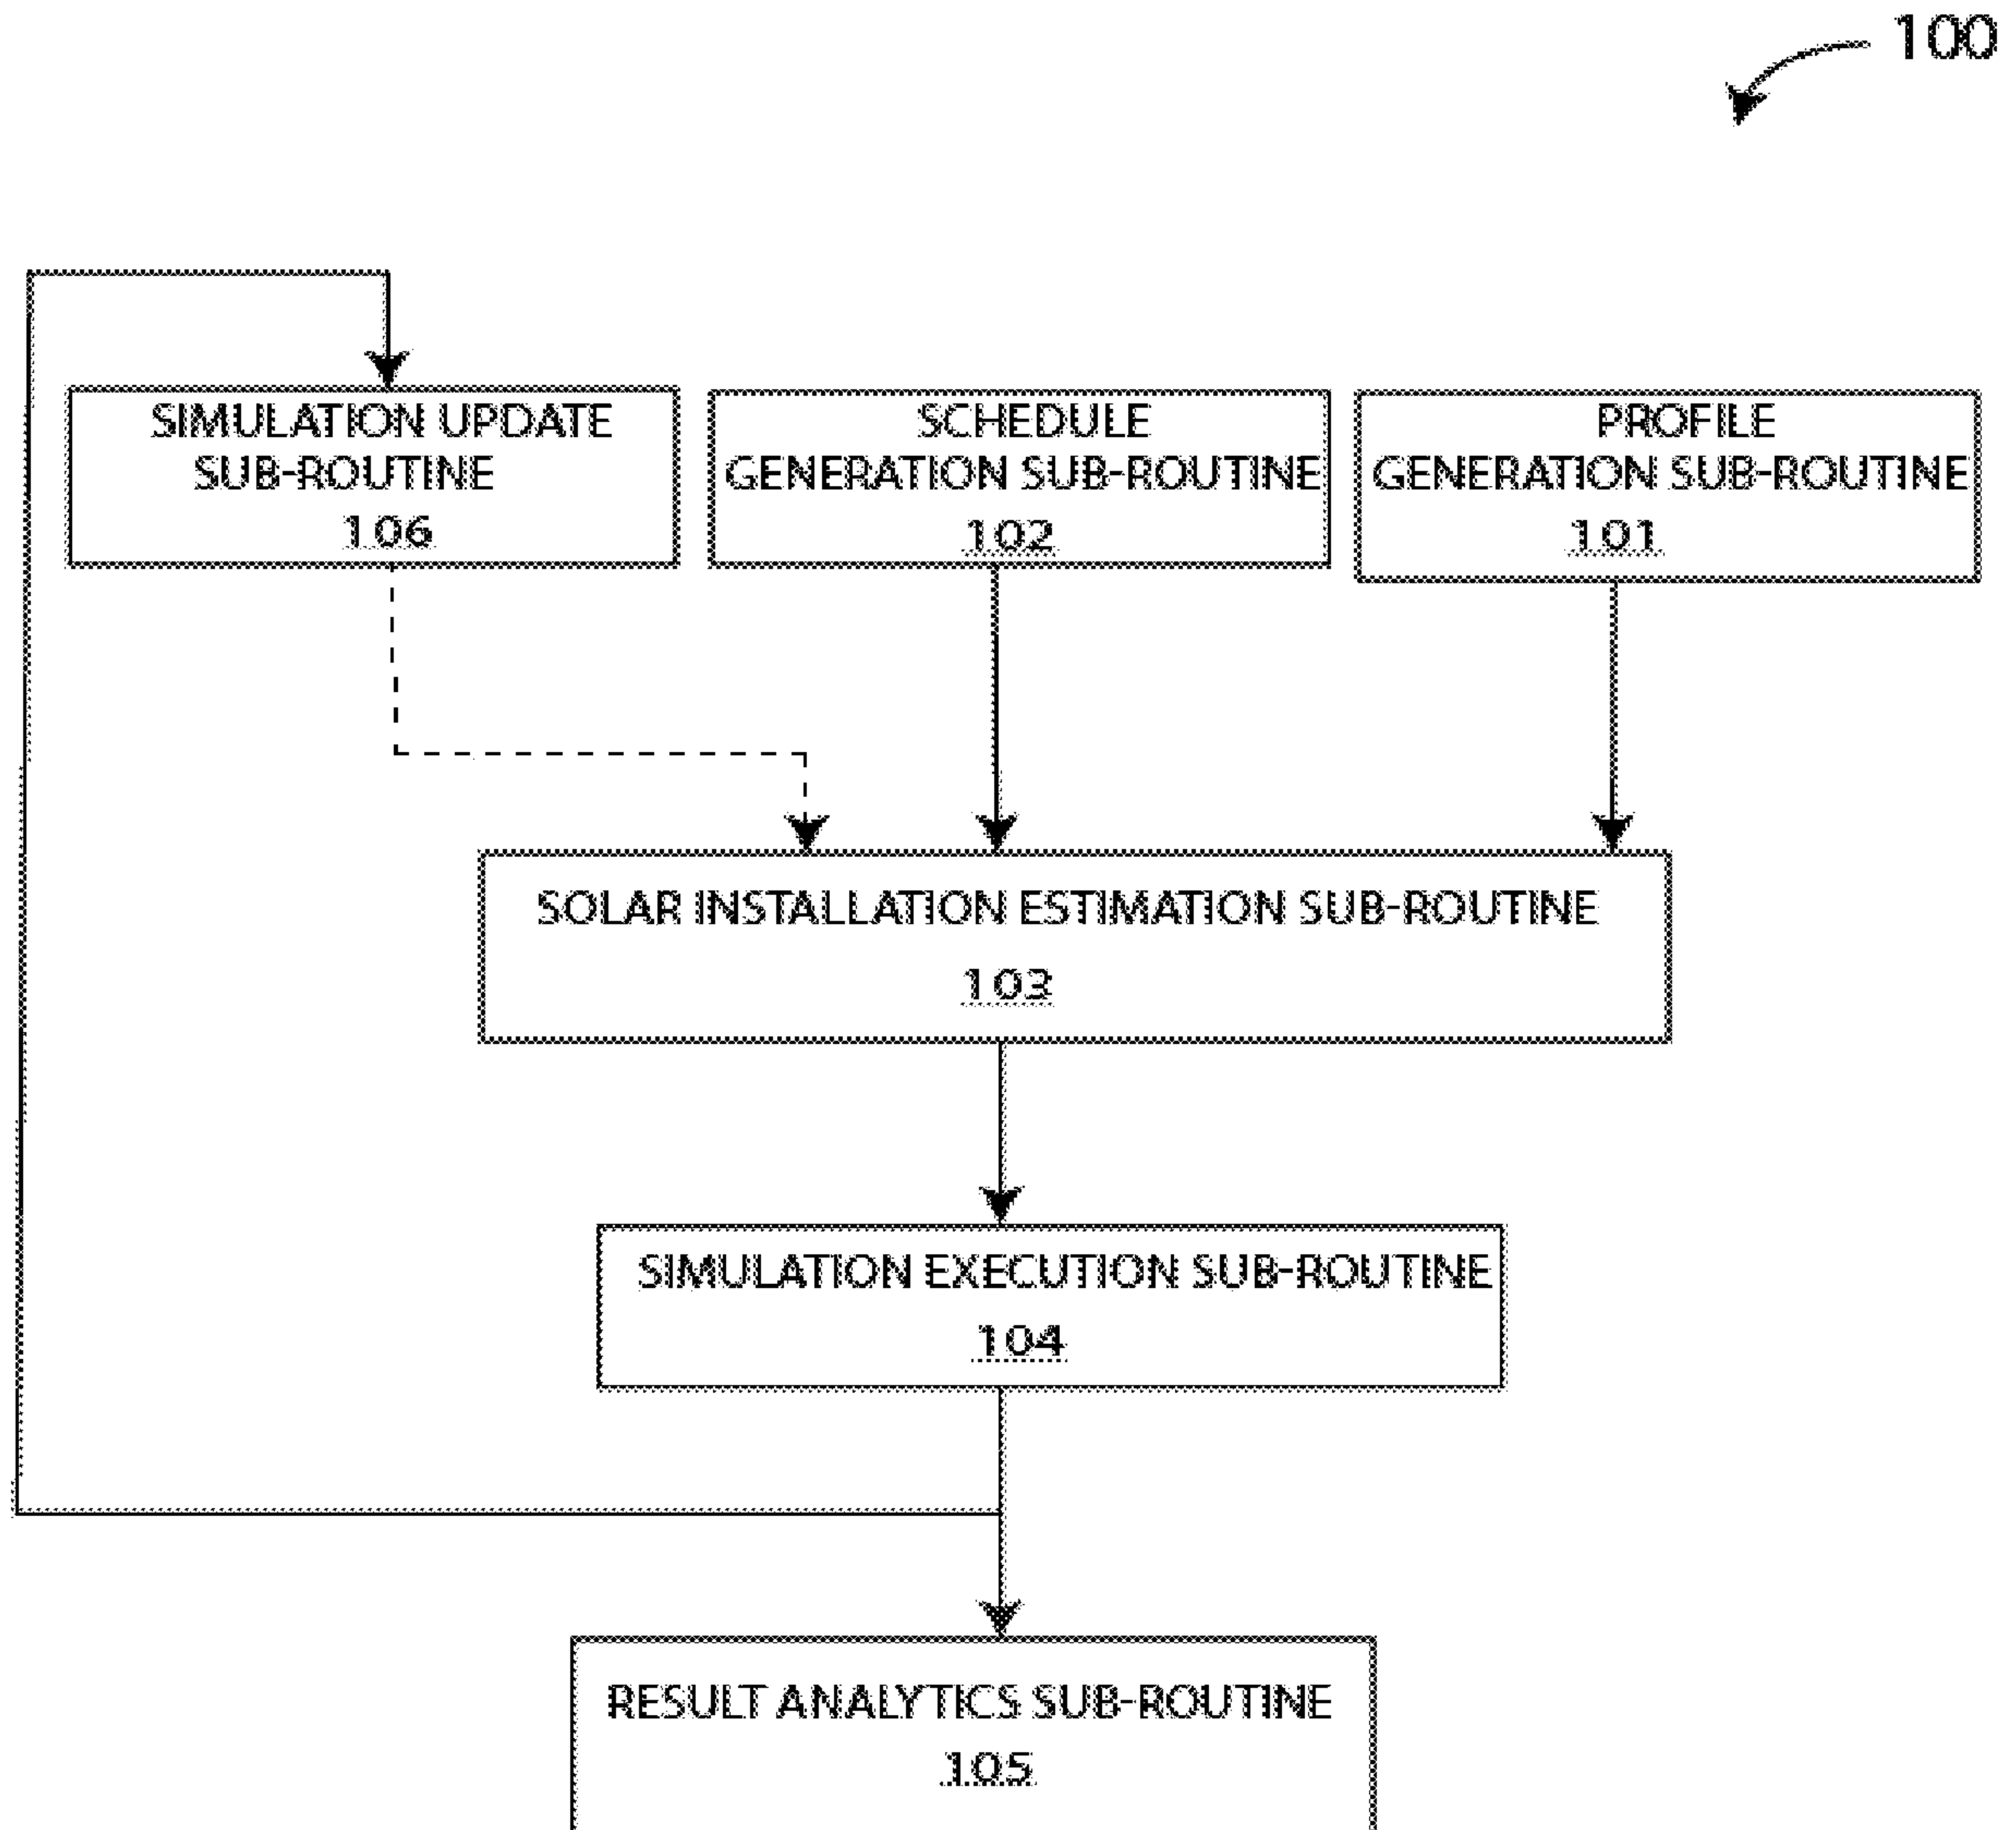 100
SIMULATION UPDATE
SUB-ROUTINE
106
SCHEDULE
GENERATION SUB-ROUTINE
102
PROFILE
GENERATION SUB-ROUTINE
101
SOLAR INSTALLATION ESTIMATION SUB-ROUTINE
103
SIMULATION EXECUTION SUB-ROUTINE
104
RESULT ANALYTICS SUB-ROUTINE
105